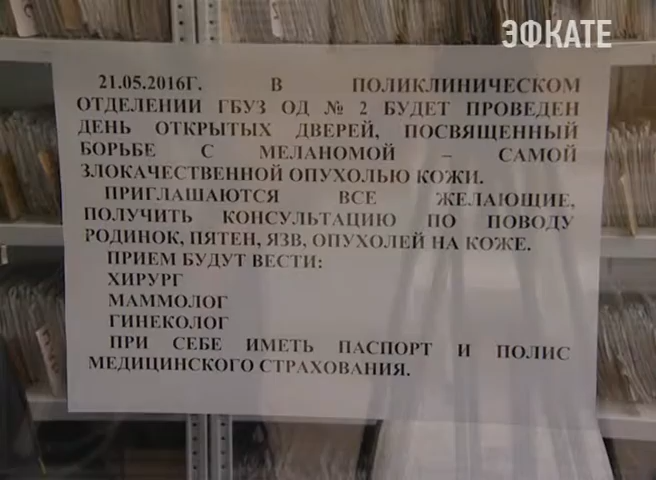 ЭФКАТЕ
21.05.2016Г. В ПОЛИКЛИНИЧЕСКОМ
ОТДЕЛЕНИИ ГБУЗ ОД № 2 БУДЕТ ПРОВЕДЕН
ДЕНЬ ОТКРЫТЫХ ДВЕРЕЙ, ПОСВЯЩЕННЫЙ
БОРЬБЕ С МЕЛАНОМОЙ – САМОЙ
ЗЛОКАЧЕСТВЕННОЙ ОПУХОЛЬЮ КОЖИ.
ПРИГЛАШАЮТСЯ ВСЕ ЖЕЛАЮЩИЕ,
ПОЛУЧИТЬ КОНСУЛЬТАЦИЮ ПО ПОВОДУ
РОДИНОК, ПЯТЕН, ЯЗВ, ОПУХОЛЕЙ НА КОЖЕ.
ПРИЕМ БУДУТ ВЕСТИ:
ХИРУРГ
МАММОЛОГ
ГИНЕКОЛОГ
ПРИ СЕБЕ ИМЕТЬ ПАСПОРТ И ПОЛИС
МЕДИЦИНСКОГО СТРАХОВАНИЯ.